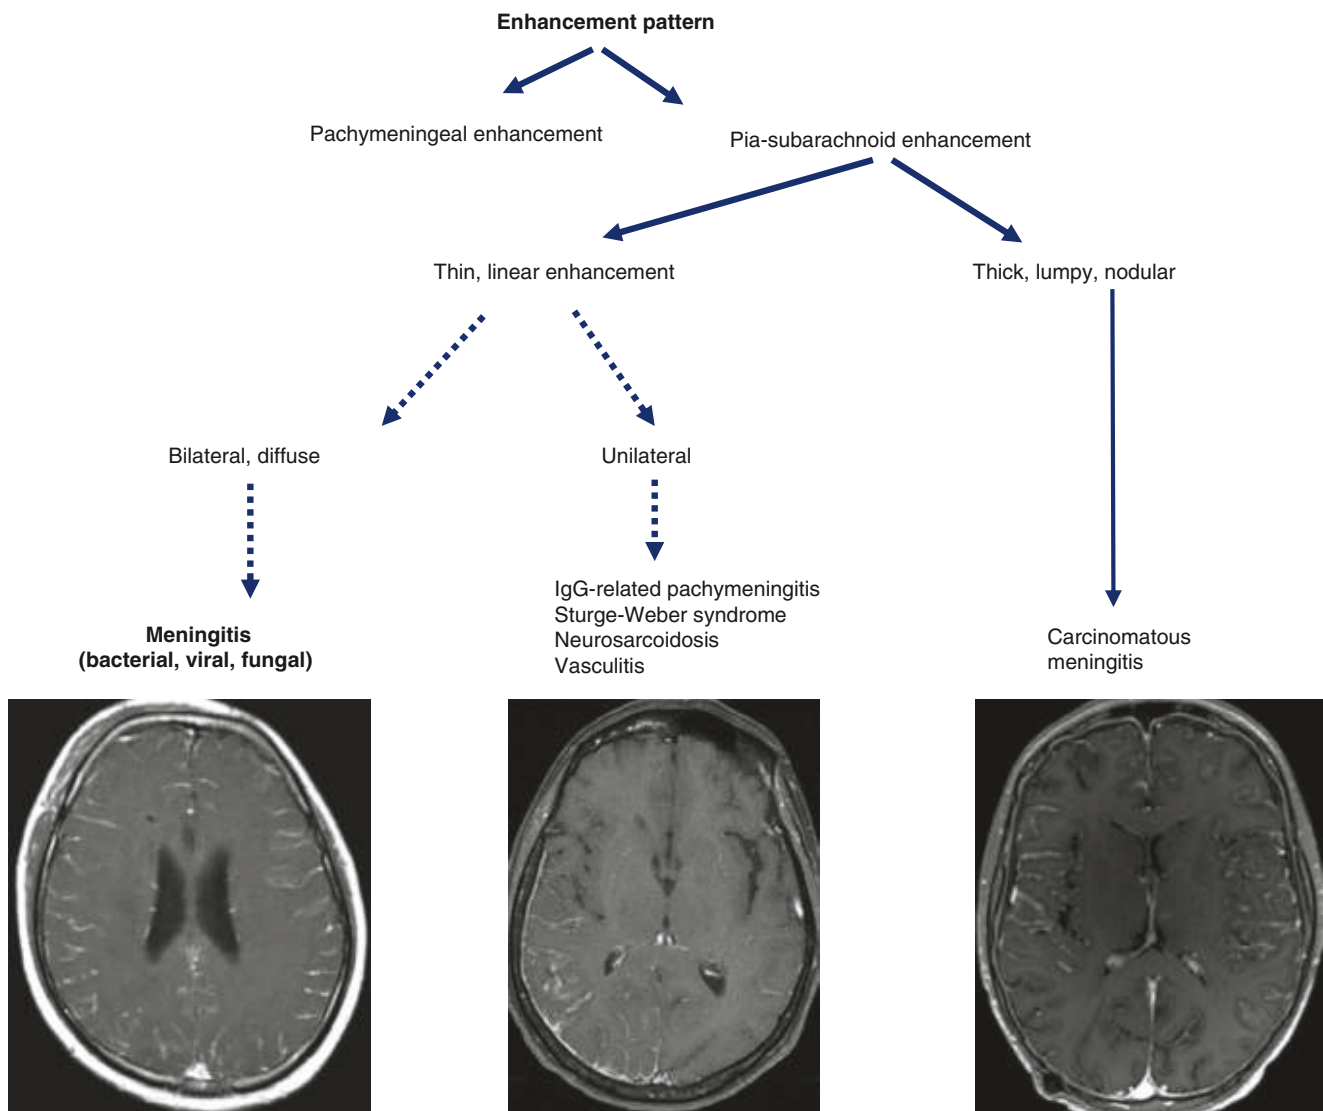 Enhancement pattern
Pachymeningeal enhancement
Pia-subarachnoid enhancement
Thin, linear enhancement
Thick, lumpy, nodular
Bilateral, diffuse
Unilateral
Meningitis
(bacterial, viral, fungal)
IgG-related pachymeningitis
Sturge-Weber syndrome
Neurosarcoidosis
Vasculitis
Carcinomatous
meningitis